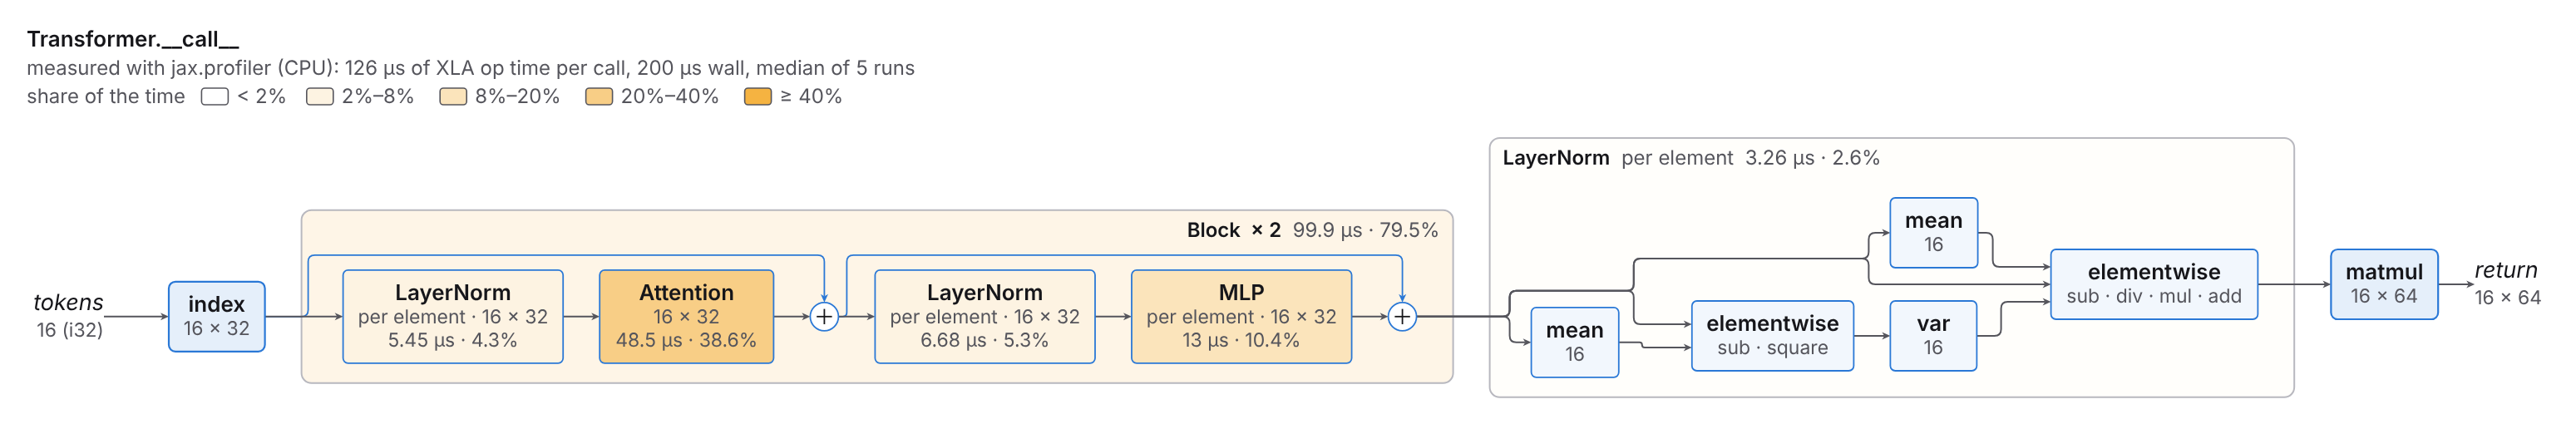 Transformer.__call__
measured with jax.profiler (CPU): 126 µs of XLA op time per call, 200 µs wall, median of 5 runs
share of the time < 2% 2%–8% 8%–20% 20%–40% ≥ 40%
tokens
16 (i32)
index
16 × 32
Block × 2 99.9 µs · 79.5%
LayerNorm
per element · 16 × 32
5.45 µs · 4.3%
Attention
16 × 32
48.5 µs · 38.6%
+
LayerNorm
per element · 16 × 32
6.68 µs · 5.3%
MLP
per element · 16 × 32
13 µs · 10.4%
+
LayerNorm per element 3.26 µs · 2.6%
mean
16
elementwise
sub · square
mean
16
var
16
elementwise
sub · div · mul · add
matmul
16 × 64
return
16 × 64